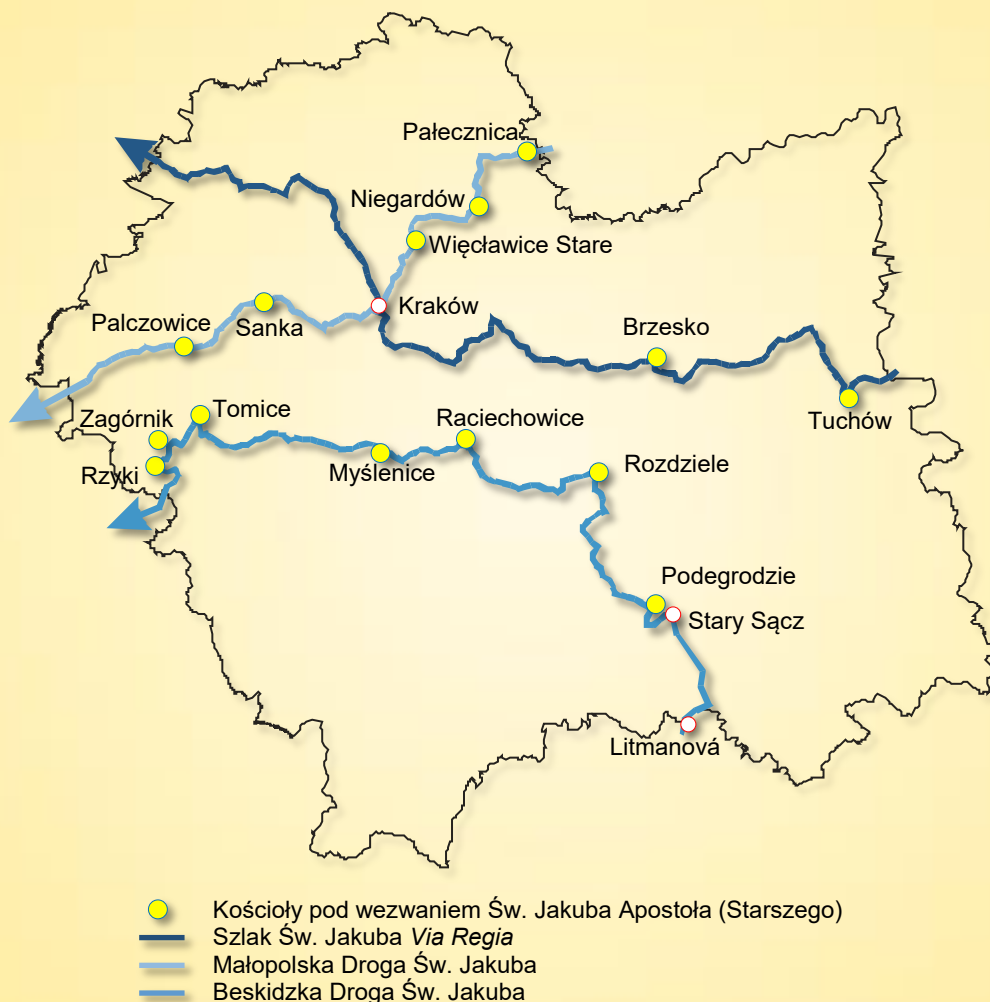 Pałecznica
Niegardów
Więcławice Stare
Kraków
Palczowice
Sanka
Brzesko
Zagórnik
Tomice
Raciechowice
Tuchów
Rzyki
Myślenice
Rozdziele
Podegrodzie
Stary Sącz
Litmanová
Kościoły pod wezwaniem Św. Jakuba Apostoła (Starszego)
Szlak Św. Jakuba Via Regia
Małopolska Droga Św. Jakuba
Beskidzka Droga Św. Jakuba